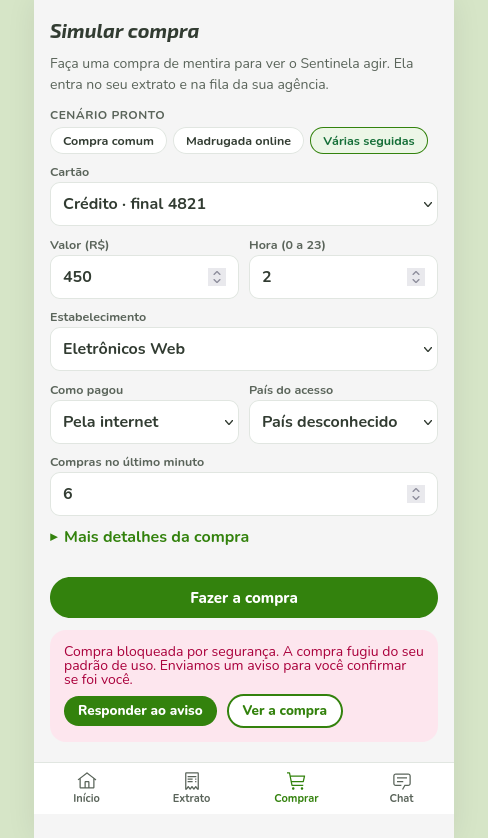 Simular compra
Faça uma compra de mentira para ver o Sentinela agir. Ela
entra no seu extrato e na fila da sua agência.
CENÁRIO PRONTO
Compra comum
Madrugada online
Várias seguidas
Cartão
Crédito · final 4821
Valor (R$)
Hora (0 a 23)
450
2
Estabelecimento
Eletrônicos Web
Como pagou
País do acesso
Pela internet
País desconhecido
Compras no último minuto
6
Mais detalhes da compra
Fazer a compra
Compra bloqueada por segurança. A compra fugiu do seu
padrão de uso. Enviamos um aviso para você confirmar
se foi você.
Responder ao aviso
Ver a compra
Início
Extrato
Comprar
Chat